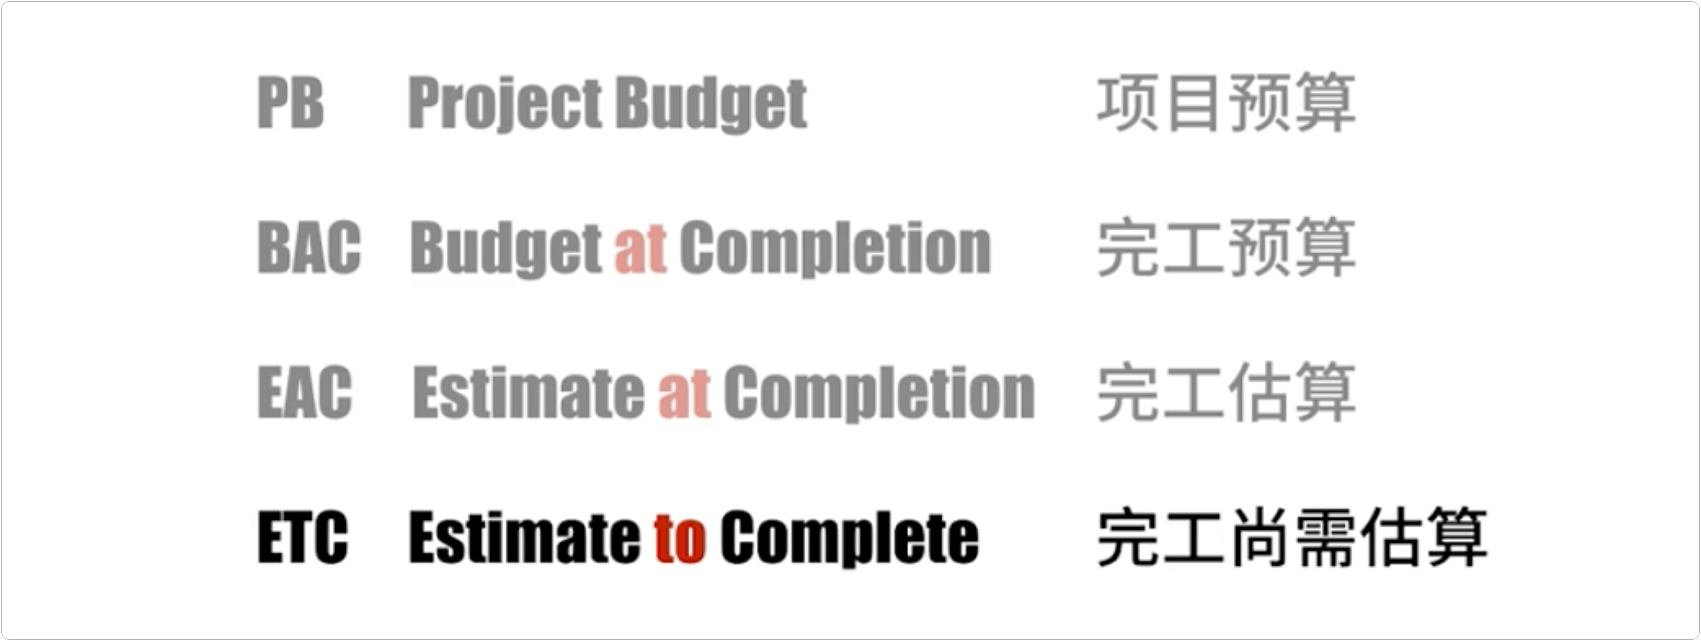 PB Project Budget 项目预算
BAC Budget at Completion 完工预算
EAC Estimate at Completion 完工估算
ETC Estimate to Complete 完工尚需估算